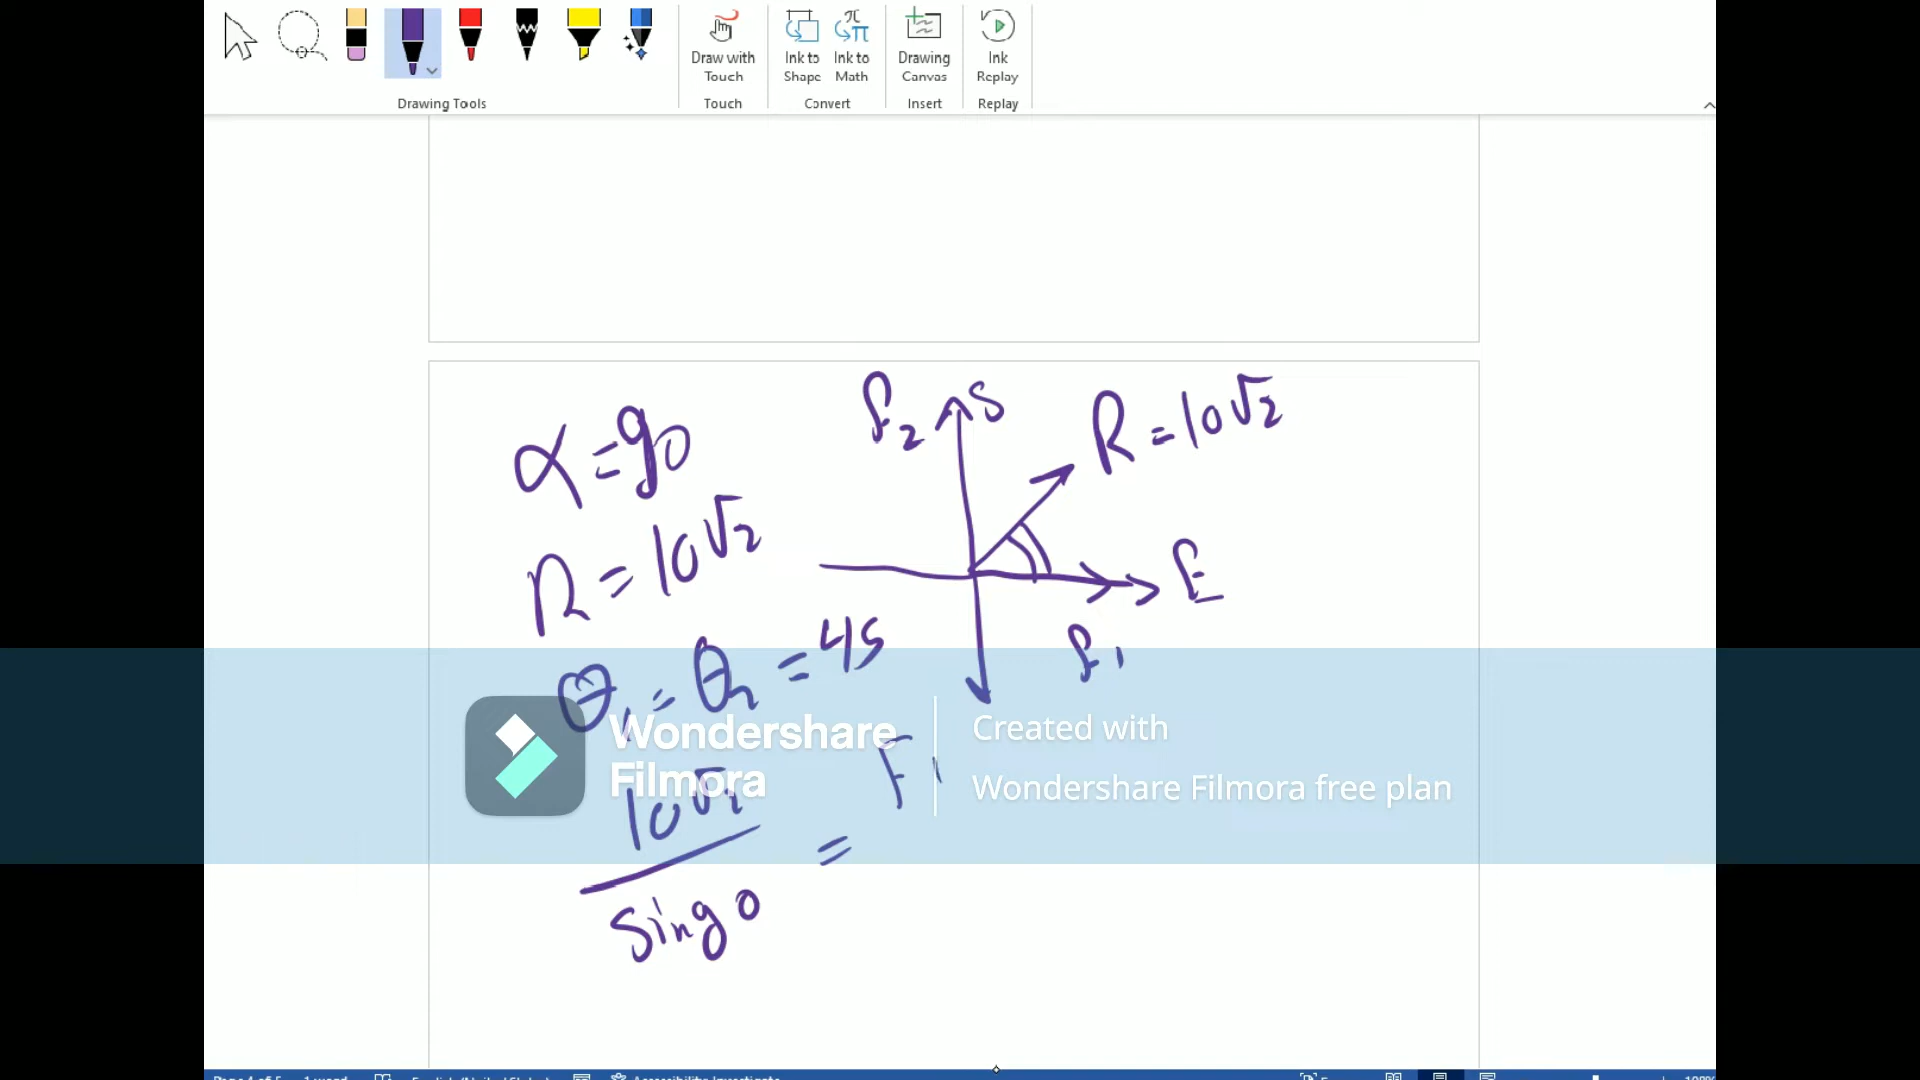 Draw with Touch
Ink to Shape
Ink to Math
Drawing Canvas
Ink Replay
Drawing Tools
Touch
Convert
Insert
Replay
α = 90
F₂
S
R = 10√2
R = 10√2
E
F₁
θ₁ = θ₂ = 45
Wondershare Filmora
Created with
Wondershare Filmora free plan
10√2 / sin 90 = F₁